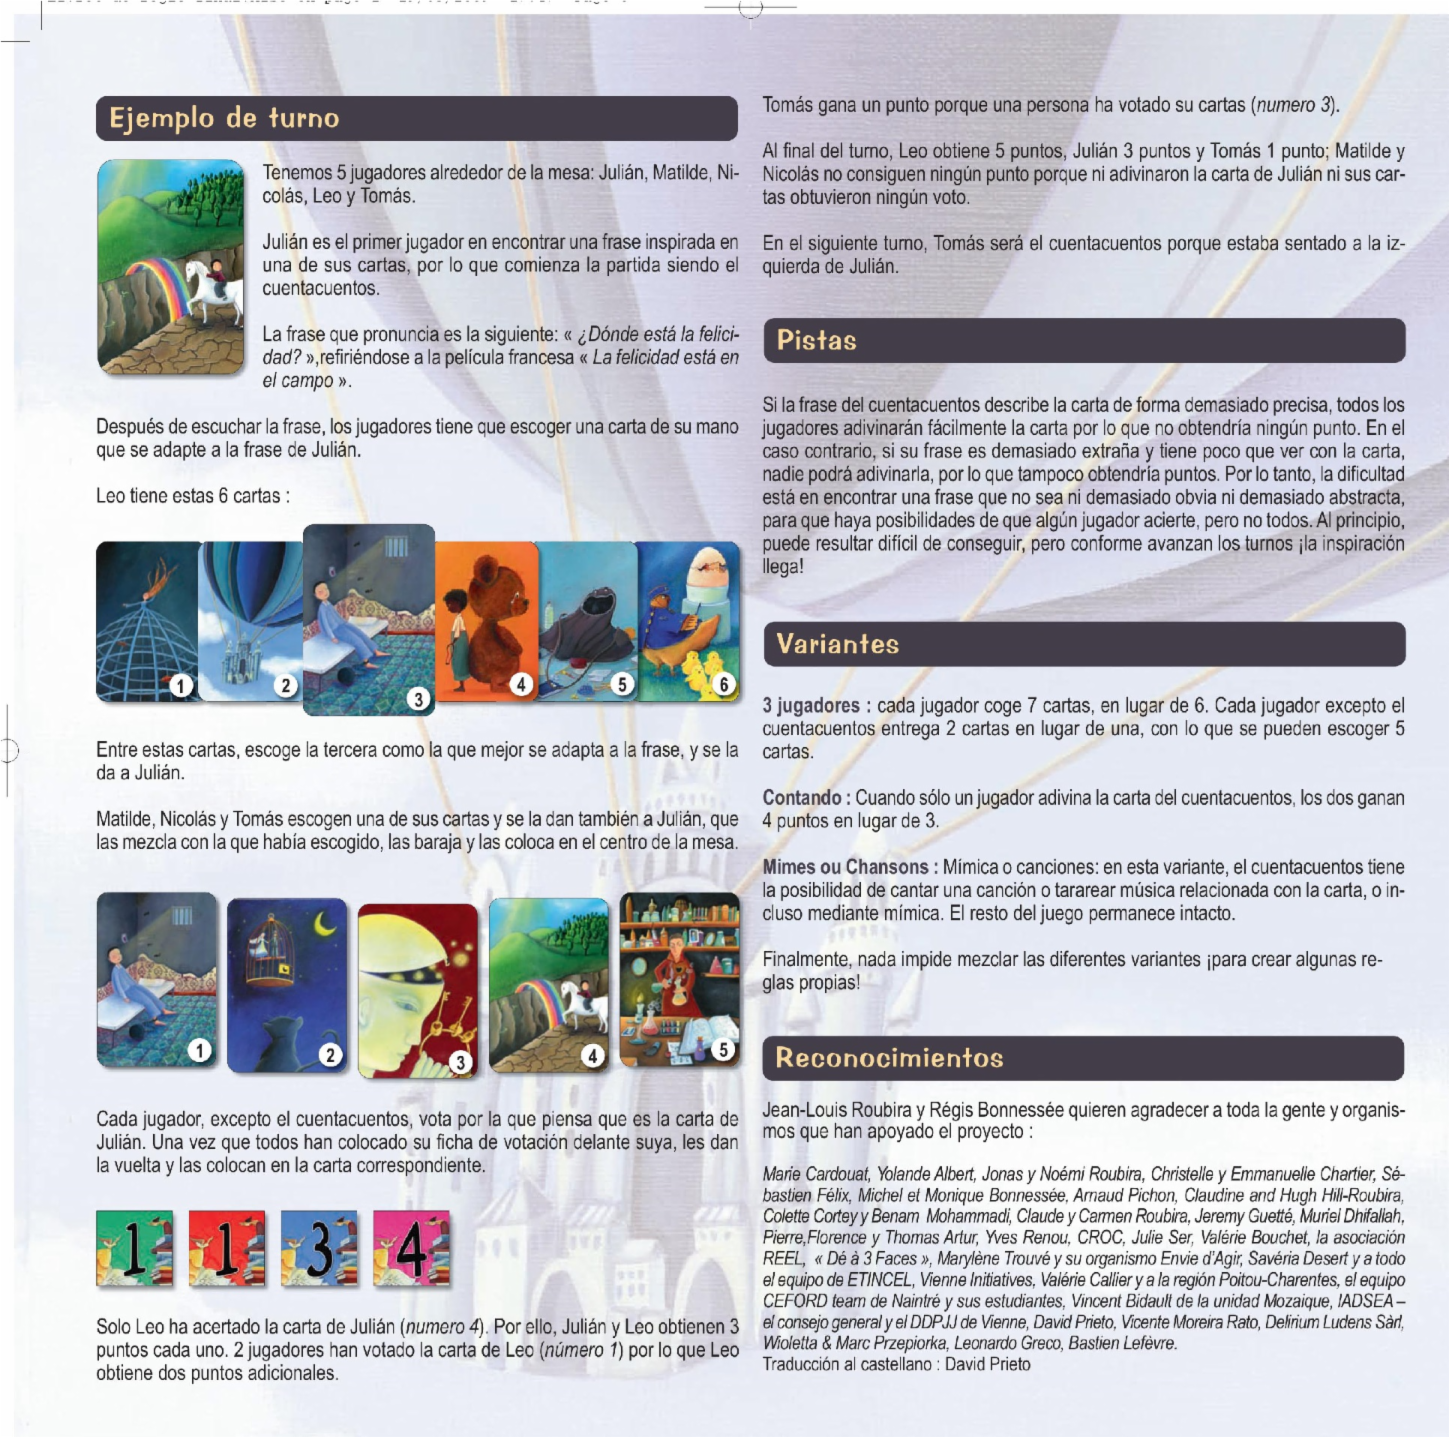 Ejemplo de turno
Tenemos 5 jugadores alrededor de la mesa: Julián, Matilde, Ni-
colás, Leo y Tomás.
Julián es el primer jugador en encontrar una frase inspirada en
una de sus cartas, por lo que comienza la partida siendo el
cuentacuentos.
La frase que pronuncia es la siguiente: « ¿Dónde está la felici-
dad? »,refiriéndose a la película francesa « La felicidad está en
el campo ».
Después de escuchar la frase, los jugadores tiene que escoger una carta de su mano
que se adapte a la frase de Julián.
Leo tiene estas 6 cartas :
1 2 3 4 5 6
Entre estas cartas, escoge la tercera como la que mejor se adapta a la frase, y se la
da a Julián.
Matilde, Nicolás y Tomás escogen una de sus cartas y se la dan también a Julián, que
las mezcla con la que había escogido, las baraja y las coloca en el centro de la mesa.
1 2 3 4 5
Cada jugador, excepto el cuentacuentos, vota por la que piensa que es la carta de
Julián. Una vez que todos han colocado su ficha de votación delante suya, les dan
la vuelta y las colocan en la carta correspondiente.
1 1 3 4
Solo Leo ha acertado la carta de Julián (numero 4). Por ello, Julián y Leo obtienen 3
puntos cada uno. 2 jugadores han votado la carta de Leo (número 1) por lo que Leo
obtiene dos puntos adicionales.
Tomás gana un punto porque una persona ha votado su cartas (numero 3).
Al final del turno, Leo obtiene 5 puntos, Julián 3 puntos y Tomás 1 punto; Matilde y
Nicolás no consiguen ningún punto porque ni adivinaron la carta de Julián ni sus car-
tas obtuvieron ningún voto.
En el siguiente turno, Tomás será el cuentacuentos porque estaba sentado a la iz-
quierda de Julián.
Pistas
Si la frase del cuentacuentos describe la carta de forma demasiado precisa, todos los
jugadores adivinarán fácilmente la carta por lo que no obtendría ningún punto. En el
caso contrario, si su frase es demasiado extraña y tiene poco que ver con la carta,
nadie podrá adivinarla, por lo que tampoco obtendría puntos. Por lo tanto, la dificultad
está en encontrar una frase que no sea ni demasiado obvia ni demasiado abstracta,
para que haya posibilidades de que algún jugador acierte, pero no todos. Al principio,
puede resultar difícil de conseguir, pero conforme avanzan los turnos ¡la inspiración
llega!
Variantes
3 jugadores : cada jugador coge 7 cartas, en lugar de 6. Cada jugador excepto el
cuentacuentos entrega 2 cartas en lugar de una, con lo que se pueden escoger 5
cartas.
Contando : Cuando sólo un jugador adivina la carta del cuentacuentos, los dos ganan
4 puntos en lugar de 3.
Mimes ou Chansons : Mímica o canciones: en esta variante, el cuentacuentos tiene
la posibilidad de cantar una canción o tararear música relacionada con la carta, o in-
cluso mediante mímica. El resto del juego permanece intacto.
Finalmente, nada impide mezclar las diferentes variantes ¡para crear algunas re-
glas propias!
Reconocimientos
Jean-Louis Roubira y Régis Bonnessée quieren agradecer a toda la gente y organis-
mos que han apoyado el proyecto :
Marie Cardouat, Yolande Albert, Jonas y Noémi Roubira, Christelle y Emmanuelle Chartier, Sé-
bastien Félix, Michel et Monique Bonnessée, Arnaud Pichon, Claudine and Hugh Hill-Roubira,
Colette Cortey y Benam Mohammadi, Claude y Carmen Roubira, Jeremy Guetté, Muriel Dhifallah,
Pierre,Florence y Thomas Artur, Yves Renou, CROC, Julie Ser, Valérie Bouchet, la asociación
REEL, « Dé à 3 Faces », Marylène Trouvé y su organismo Envie d'Agir, Savéria Desert y a todo
el equipo de ETINCEL, Vienne Initiatives, Valérie Callier y a la región Poitou-Charentes, el equipo
CEFORD team de Naintré y sus estudiantes, Vincent Bidault de la unidad Mozaique, IADSEA –
el consejo general y el DDPJJ de Vienne, David Prieto, Vicente Moreira Rato, Delirium Ludens Sàrl,
Wioletta & Marc Przepiorka, Leonardo Greco, Bastien Lefèvre.
Traducción al castellano : David Prieto